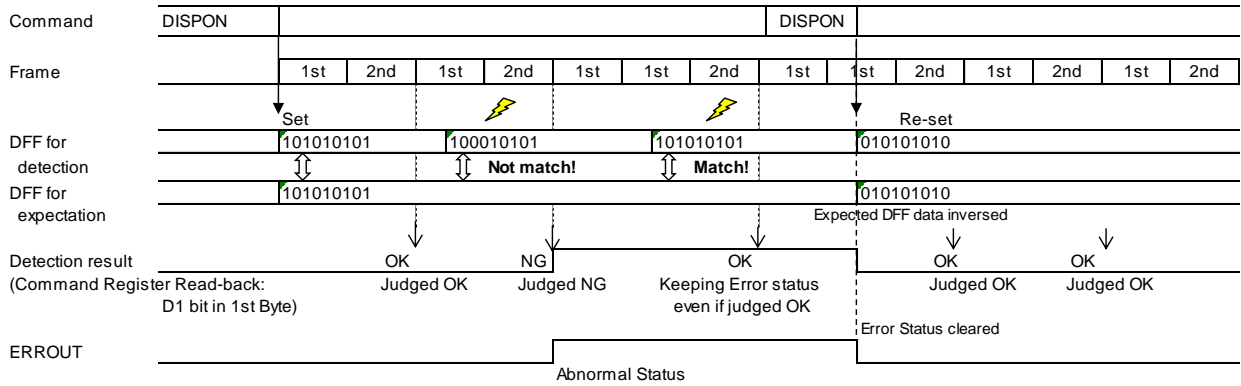 Command DISPON DISPON
Frame 1st 2nd 1st 2nd 1st 1st 2nd 1st 1st 2nd 1st 2nd 1st 2nd
Set Re-set
DFF for 101010101 100010101 101010101 010101010
detection Not match! Match!
DFF for 101010101 010101010
expectation Expected DFF data inversed
Detection result OK NG OK OK OK
(Command Register Read-back: Judged OK Judged NG Keeping Error status Judged OK Judged OK
D1 bit in 1st Byte) even if judged OK
Error Status cleared
ERROUT
Abnormal Status